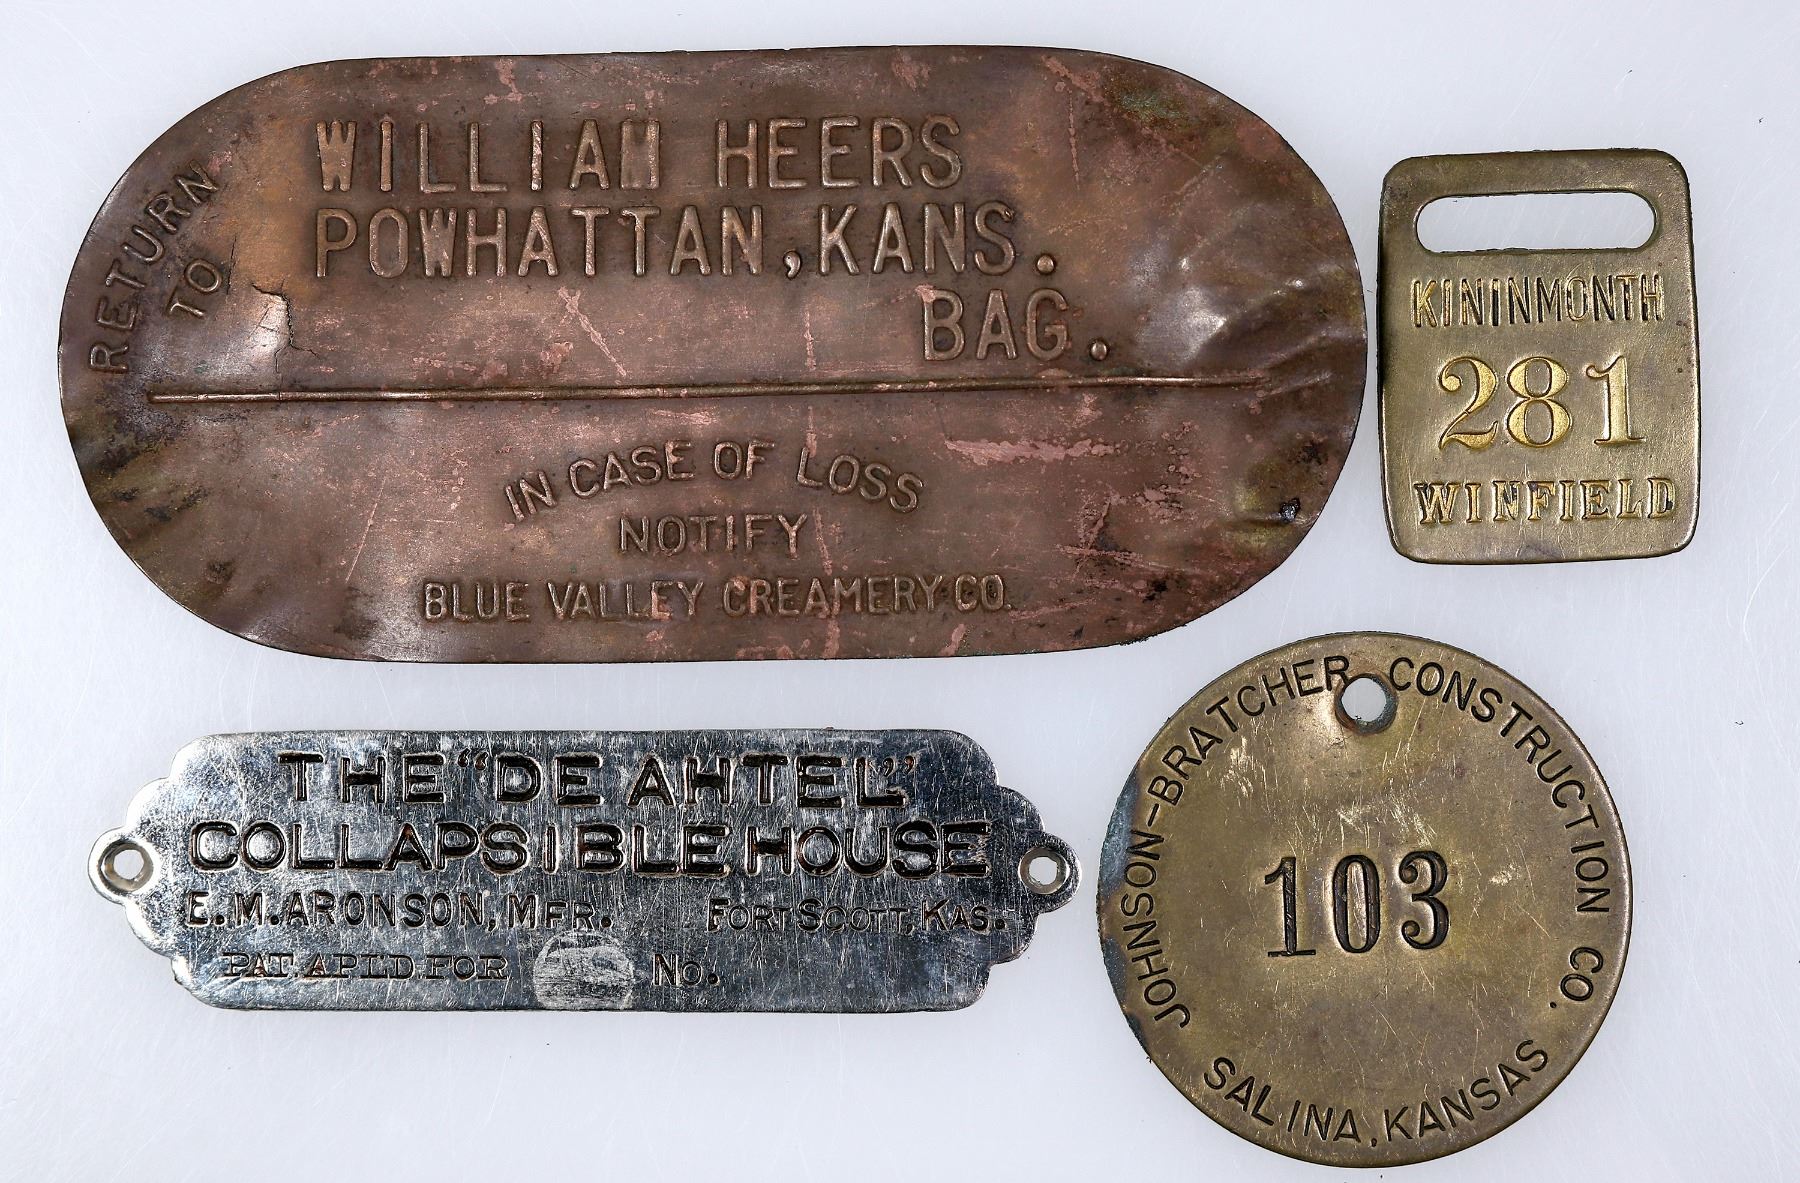 RETURN
TO
WILLIAM HEERS
POWHATTAN, KANS.
BAG.
IN CASE OF LOSS
NOTIFY
BLUE VALLEY CREAMERY CO.
KININMONTH
281
WINFIELD
THE "DE AHTEL"
COLLAPSIBLE HOUSE
E. M. ARONSON, MFR. FORT SCOTT, KAS.
PAT. APLD. FOR No.
JOHNSON-BRATCHER CONSTRUCTION CO.
103
SALINA, KANSAS